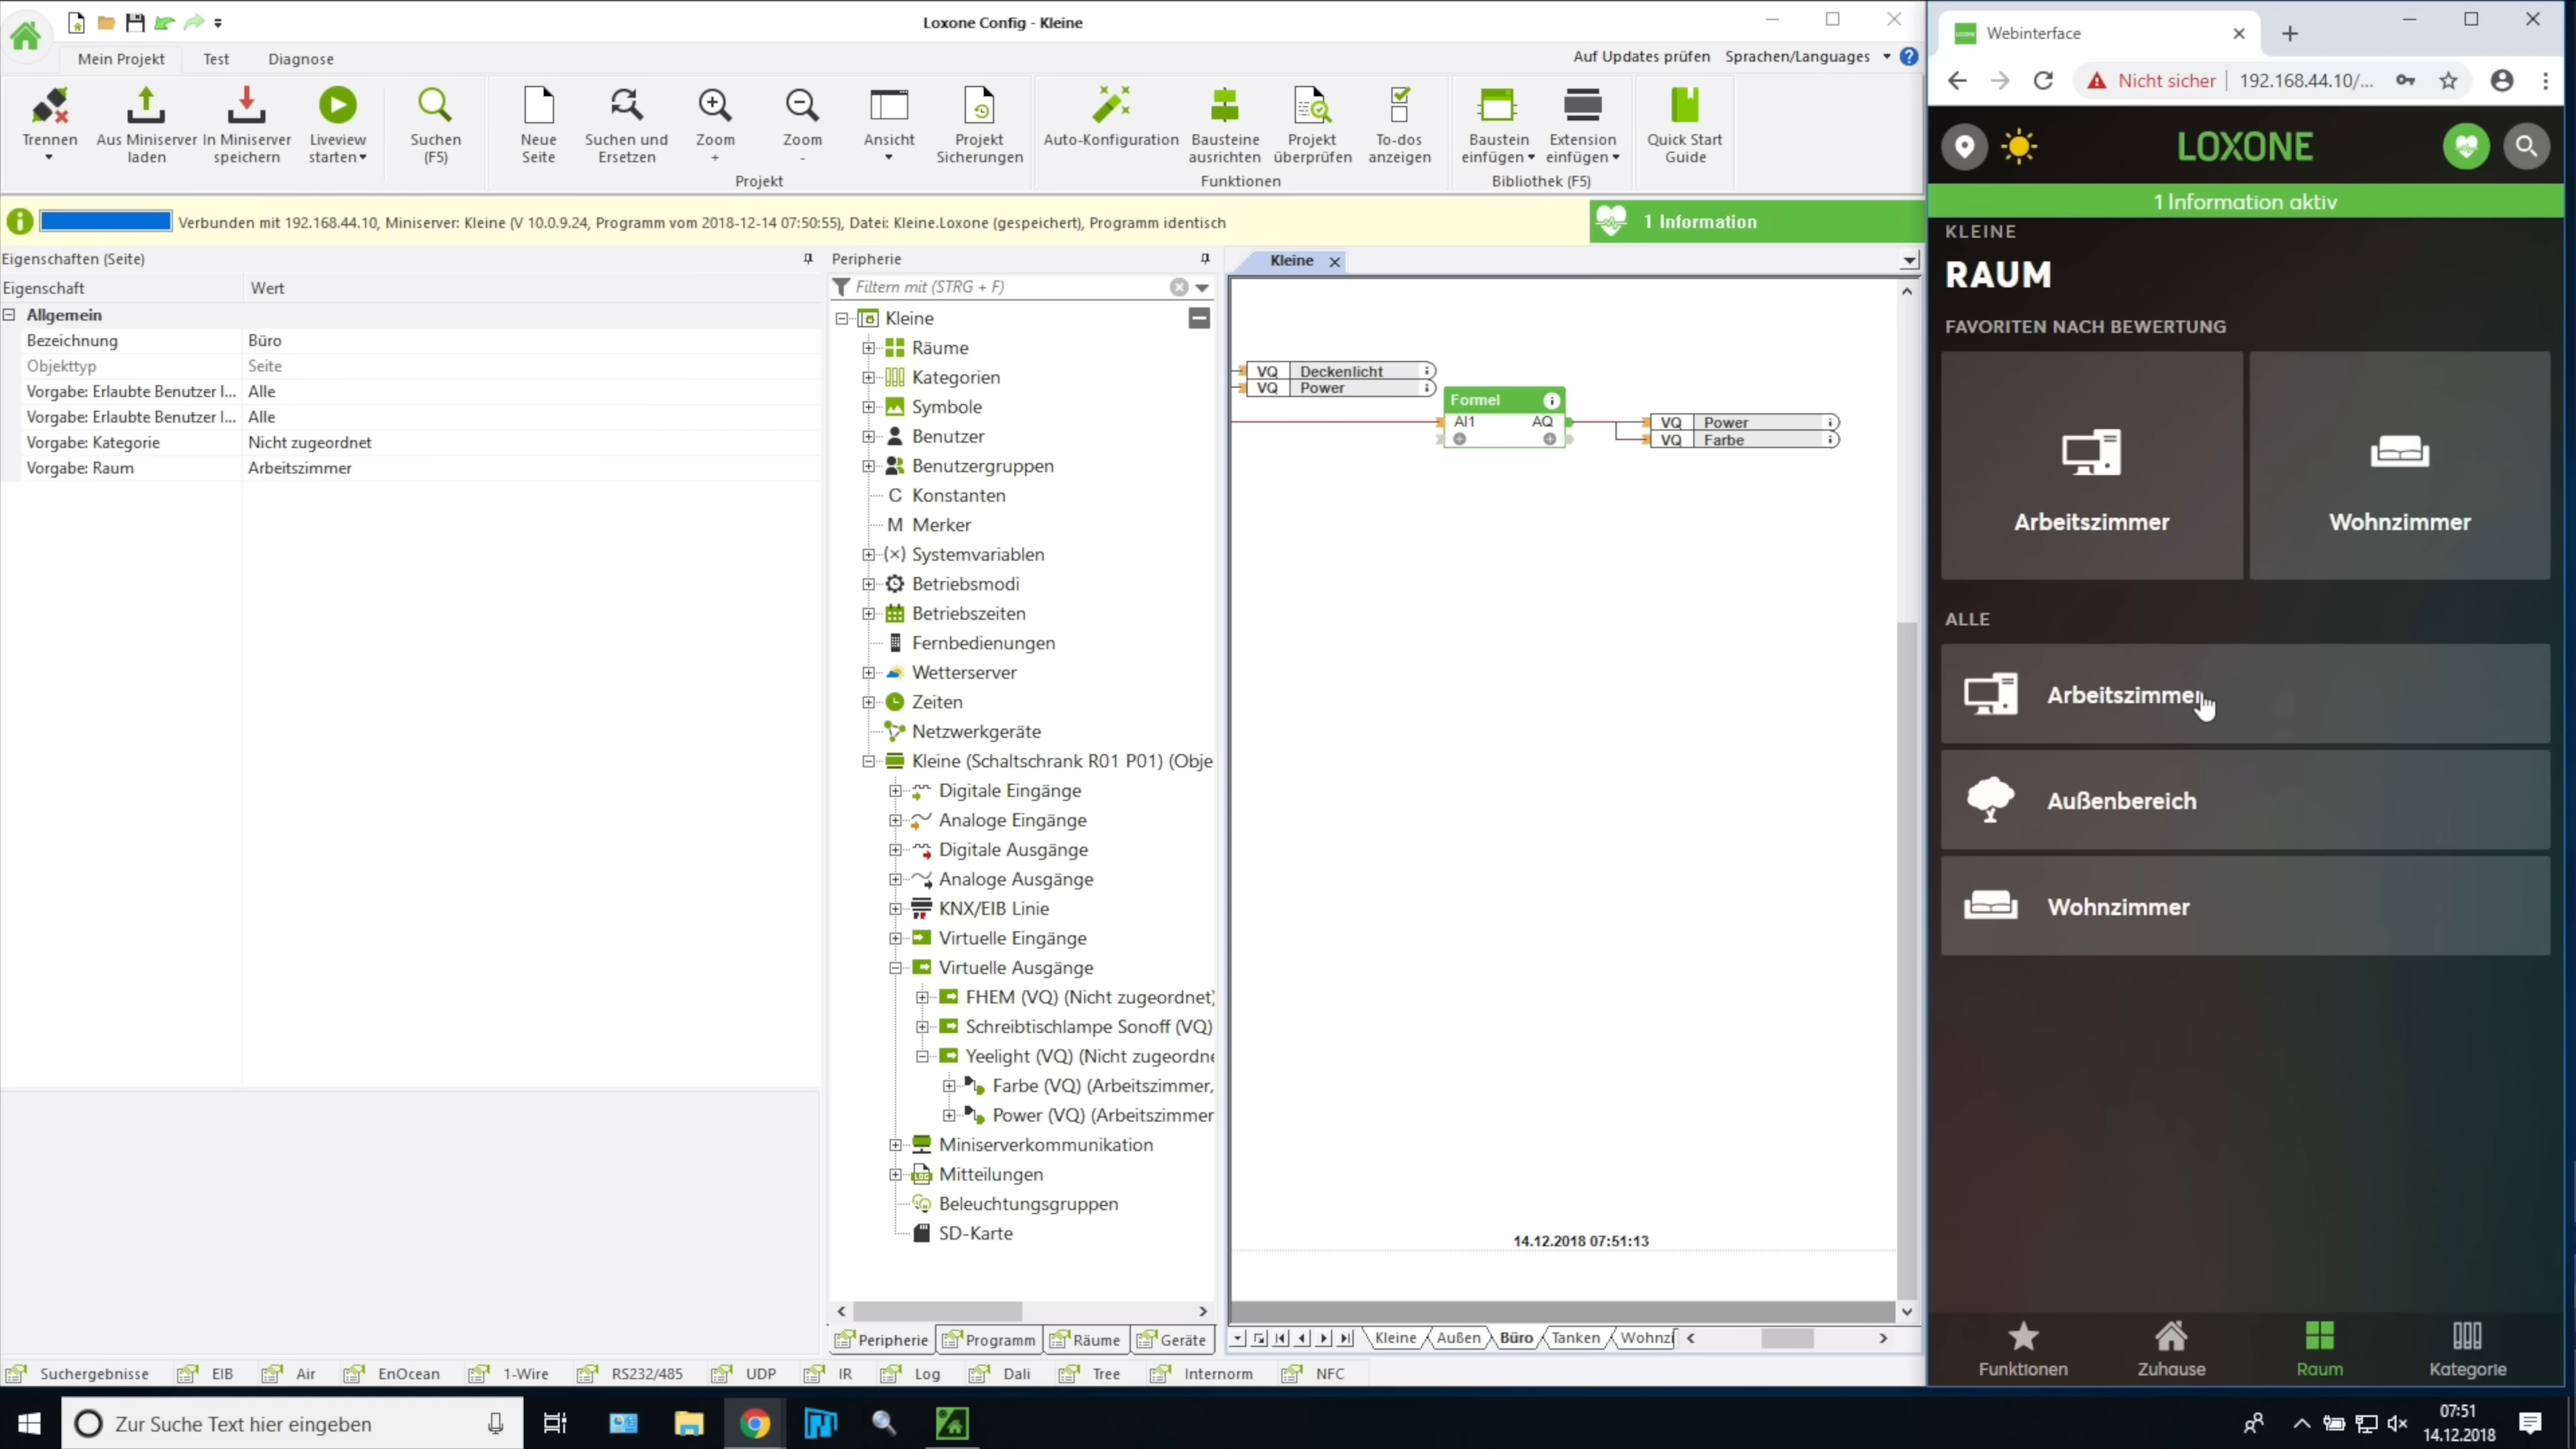 Loxone Config - Kleine
Mein Projekt
Test
Diagnose
Auf Updates prüfen
Sprachen/Languages
Trennen
Aus Miniserver laden
In Miniserver speichern
Liveview starten
Suchen (F5)
Neue Seite
Suchen und Ersetzen
Zoom +
Zoom -
Ansicht
Projekt Sicherungen
Auto-Konfiguration
Bausteine ausrichten
Projekt überprüfen
To-dos anzeigen
Baustein einfügen
Extension einfügen
Quick Start Guide
Projekt
Funktionen
Bibliothek (F5)
Verbunden mit 192.168.44.10, Miniserver: Kleine (V 10.0.9.24, Programm vom 2018-12-14 07:50:55), Datei: Kleine.Loxone (gespeichert), Programm identisch
1 Information
Eigenschaften (Seite)
Eigenschaft
Wert
Allgemein
Bezeichnung
Büro
Objekttyp
Seite
Vorgabe: Erlaubte Benutzer I...
Alle
Vorgabe: Erlaubte Benutzer I...
Alle
Vorgabe: Kategorie
Nicht zugeordnet
Vorgabe: Raum
Arbeitszimmer
Peripherie
Filtern mit (STRG + F)
Kleine
Räume
Kategorien
Symbole
Benutzer
Benutzergruppen
C Konstanten
M Merker
(×) Systemvariablen
Betriebsmodi
Betriebszeiten
Fernbedienungen
Wetterserver
Zeiten
Netzwerkgeräte
Kleine (Schaltschrank R01 P01) (Obje
Digitale Eingänge
Analoge Eingänge
Digitale Ausgänge
Analoge Ausgänge
KNX/EIB Linie
Virtuelle Eingänge
Virtuelle Ausgänge
FHEM (VQ) (Nicht zugeordnet)
Schreibtischlampe Sonoff (VQ)
Yeelight (VQ) (Nicht zugeordne
Farbe (VQ) (Arbeitszimmer,
Power (VQ) (Arbeitszimmer
Miniserverkommunikation
Mitteilungen
Beleuchtungsgruppen
SD-Karte
Peripherie
Programm
Räume
Geräte
Kleine
VQ Deckenlicht i
VQ Power i
Formel i
AI1 AQ
VQ Power i
VQ Farbe i
14.12.2018 07:51:13
Kleine
Außen
Büro
Tanken
Wohnzi
Suchergebnisse
EIB
Air
EnOcean
1-Wire
RS232/485
UDP
IR
Log
Dali
Tree
Internorm
NFC
Webinterface
Nicht sicher
192.168.44.10/...
LOXONE
1 Information aktiv
KLEINE
RAUM
FAVORITEN NACH BEWERTUNG
Arbeitszimmer
Wohnzimmer
ALLE
Arbeitszimmer
Außenbereich
Wohnzimmer
Funktionen
Zuhause
Raum
Kategorie
Zur Suche Text hier eingeben
07:51
14.12.2018